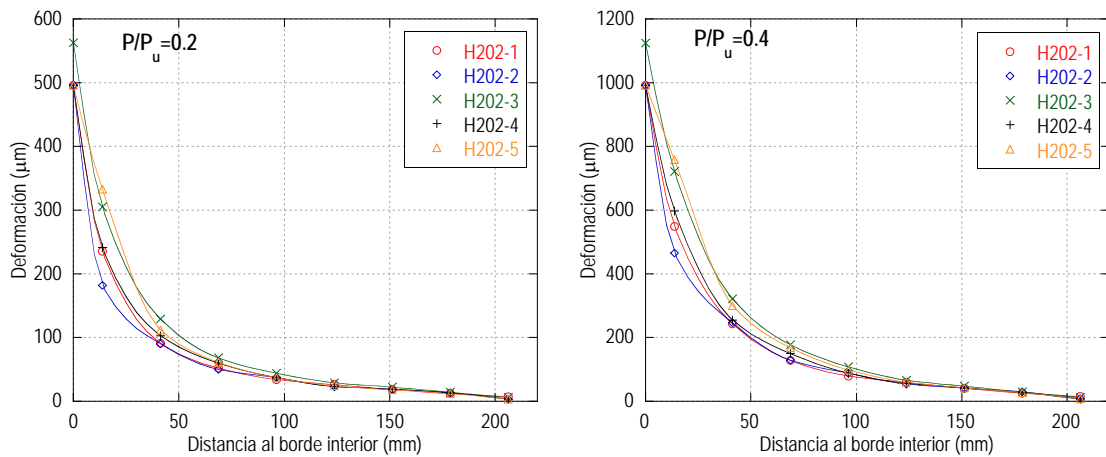 P/Pu=0.2
600
500
400
300
200
100
0
Deformación (μm)
H202-1
H202-2
H202-3
H202-4
H202-5
0 50 100 150 200
Distancia al borde interior (mm)
P/Pu=0.4
1200
1000
800
600
400
200
0
Deformación (μm)
H202-1
H202-2
H202-3
H202-4
H202-5
0 50 100 150 200
Distancia al borde interior (mm)